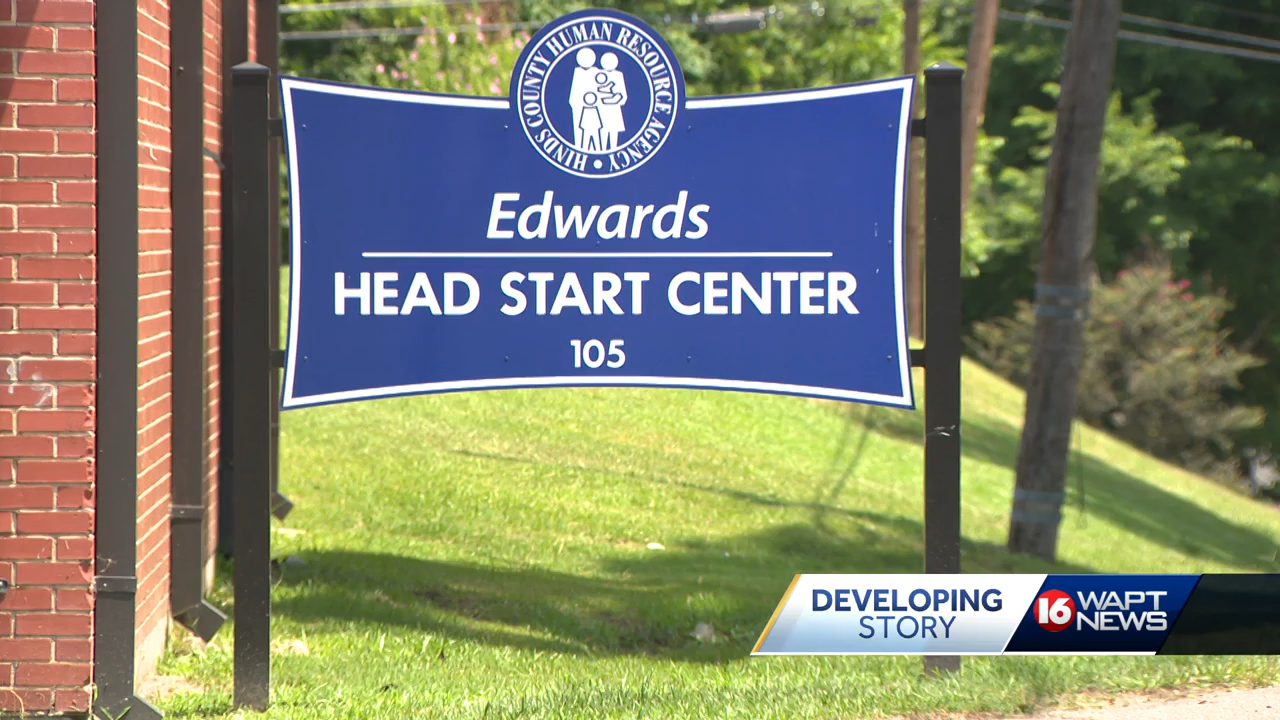 HINDS COUNTY HUMAN RESOURCE AGENCY
Edwards
HEAD START CENTER
105
DEVELOPING
STORY
16 WAPT
NEWS